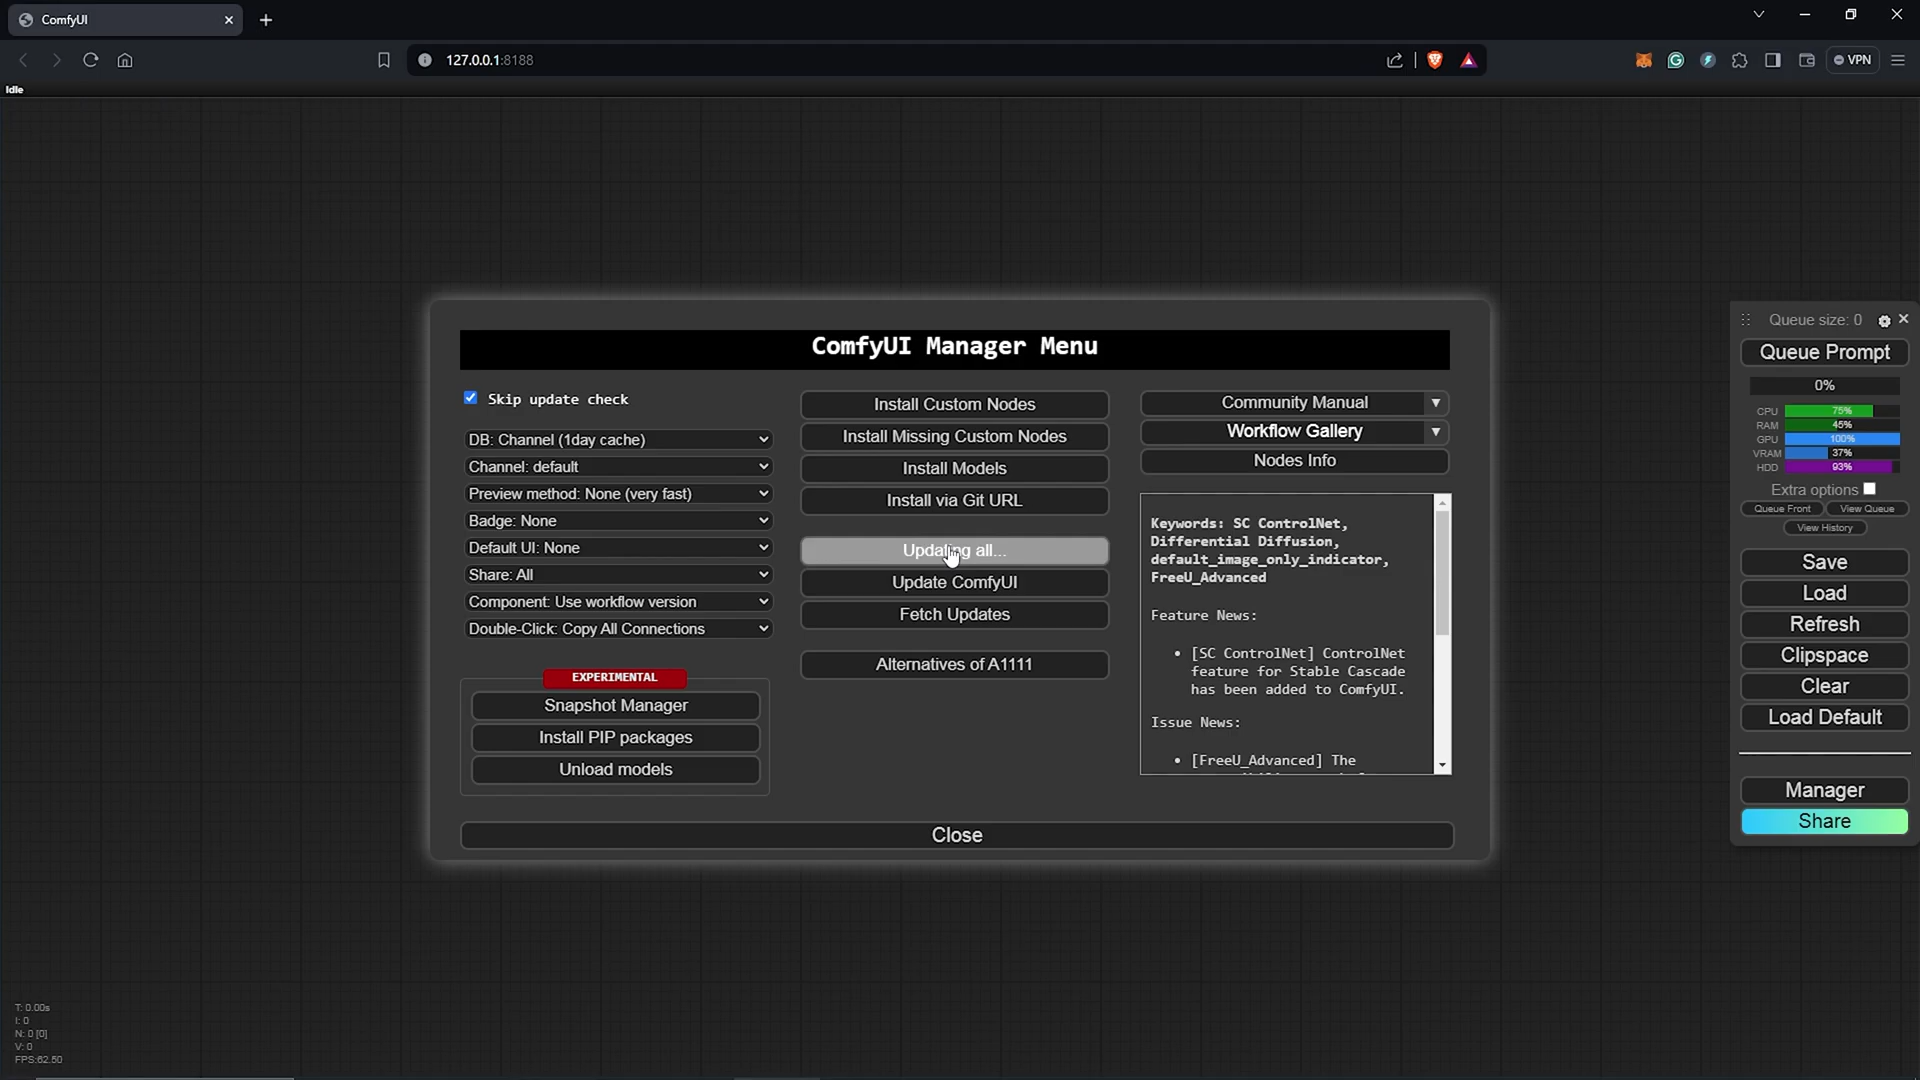 ComfyUI
127.0.0.1:8188
VPN
Idle
ComfyUI Manager Menu
Skip update check
DB: Channel (1day cache)
Channel: default
Preview method: None (very fast)
Badge: None
Default UI: None
Share: All
Component: Use workflow version
Double-Click: Copy All Connections
EXPERIMENTAL
Snapshot Manager
Install PIP packages
Unload models
Install Custom Nodes
Install Missing Custom Nodes
Install Models
Install via Git URL
Updating all...
Update ComfyUI
Fetch Updates
Alternatives of A1111
Community Manual
Workflow Gallery
Nodes Info
Keywords: SC ControlNet,
Differential Diffusion,
default_image_only_indicator,
FreeU_Advanced
Feature News:
• [SC ControlNet] ControlNet
feature for Stable Cascade
has been added to ComfyUI.
Issue News:
• [FreeU_Advanced] The
Close
Queue size: 0
Queue Prompt
0%
CPU 75%
RAM 45%
GPU 100%
VRAM 37%
HDD 93%
Extra options
Queue Front View Queue
View History
Save
Load
Refresh
Clipspace
Clear
Load Default
Manager
Share
T: 0.00s
I: 0
N: 0 [0]
V: 0
FPS:62.50